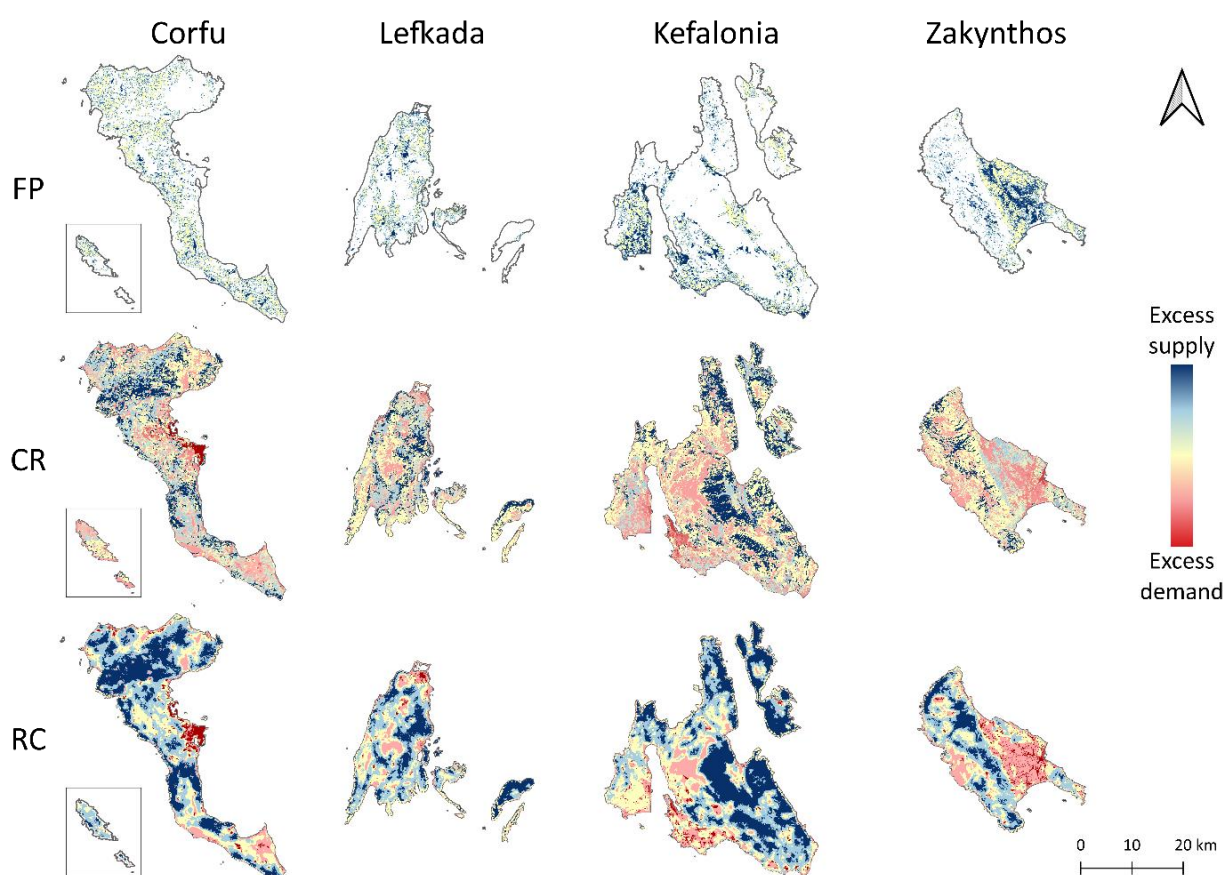 Corfu Lefkada Kefalonia Zakynthos
FP
Excess
supply
CR
Excess
demand
RC
0 10 20 km